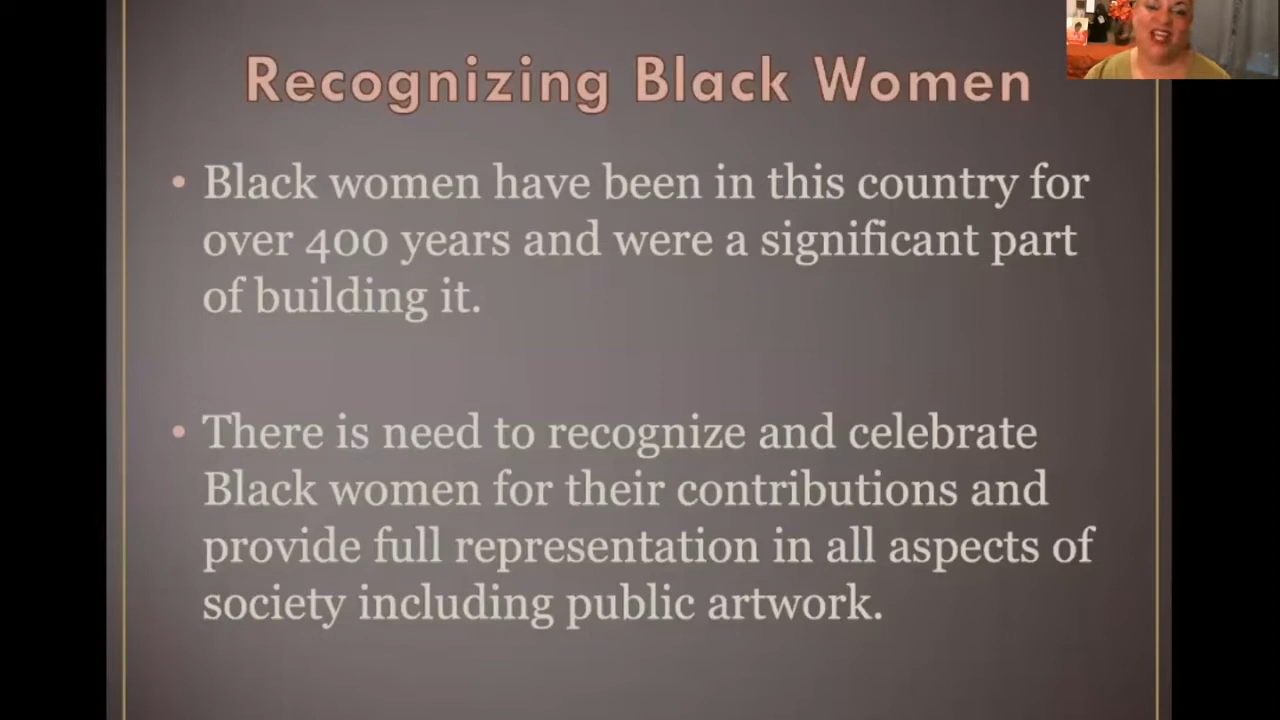 Recognizing Black Women
• Black women have been in this country for
over 400 years and were a significant part
of building it.
• There is need to recognize and celebrate
Black women for their contributions and
provide full representation in all aspects of
society including public artwork.